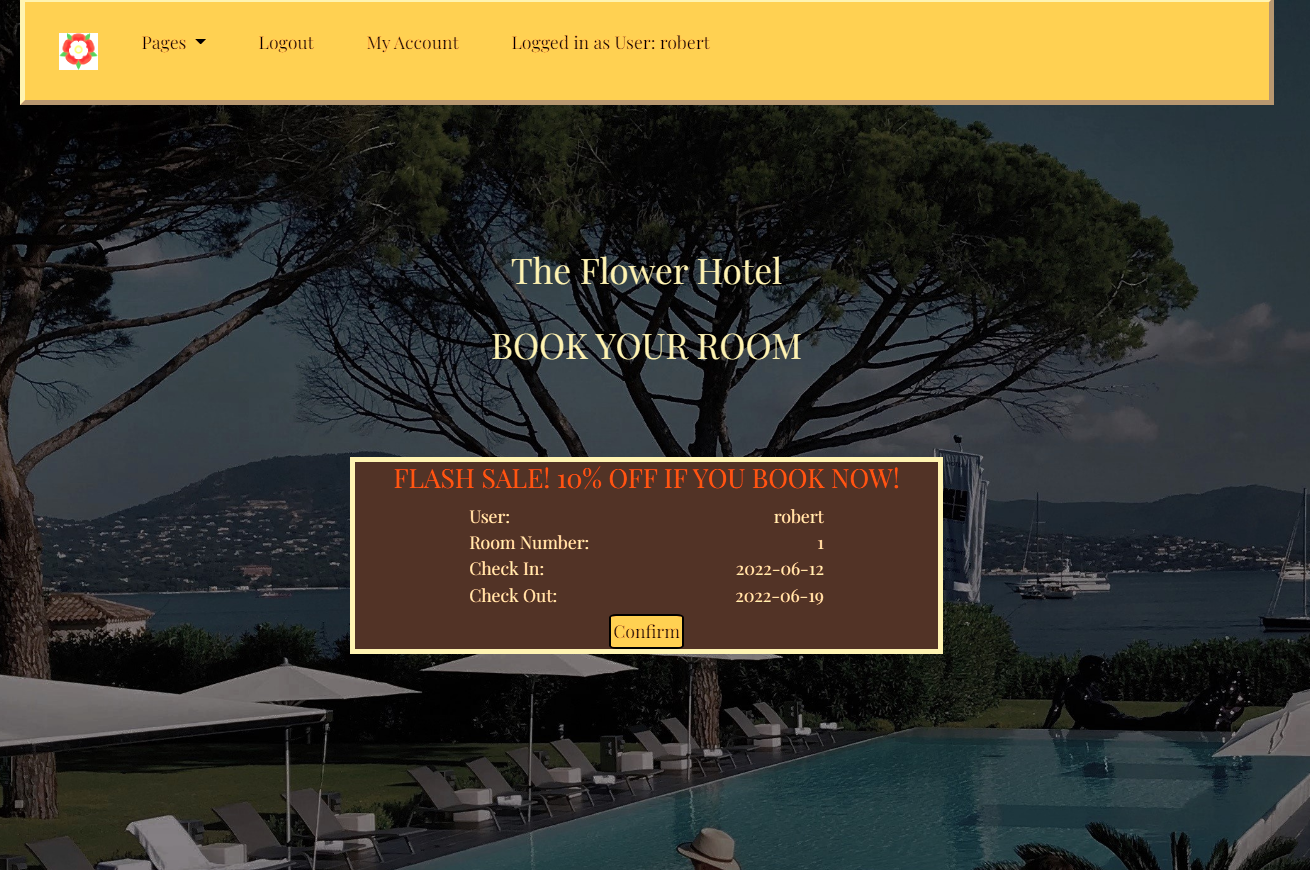 Pages Logout My Account Logged in as User: robert
The Flower Hotel
BOOK YOUR ROOM
FLASH SALE! 10% OFF IF YOU BOOK NOW!
User: robert
Room Number: 1
Check In: 2022-06-12
Check Out: 2022-06-19
Confirm